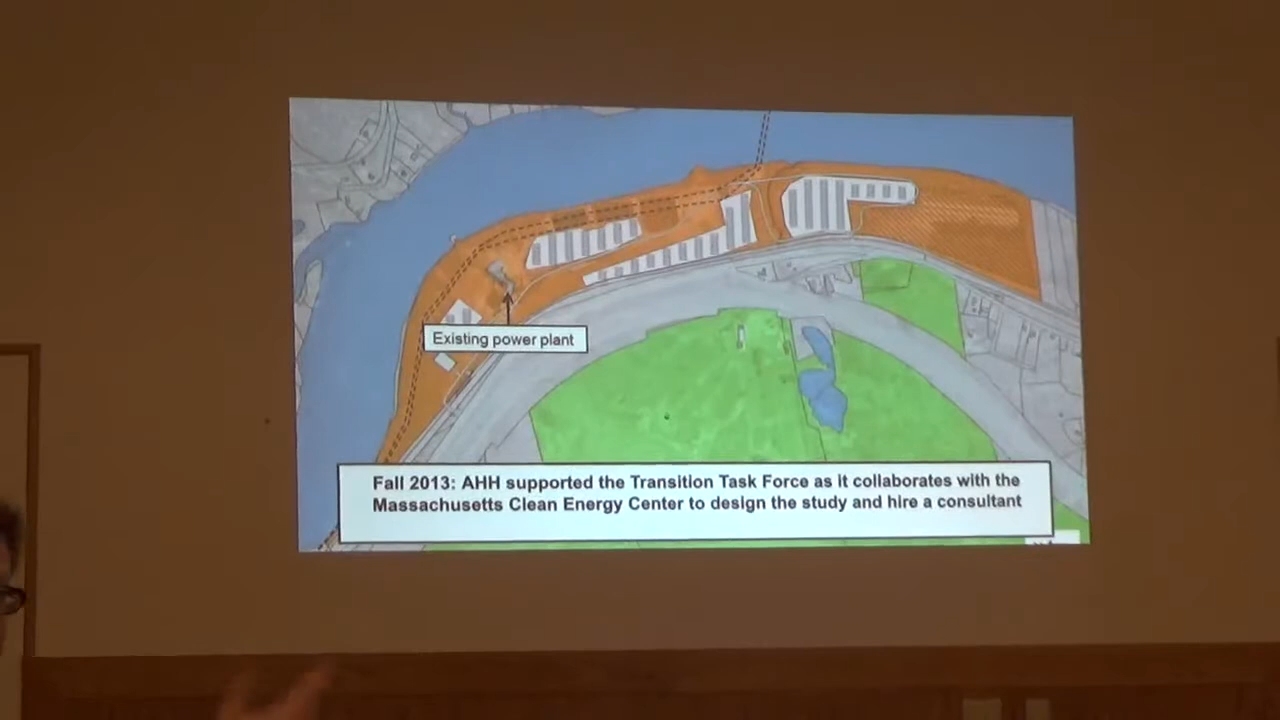 Existing power plant
Fall 2013: AHH supported the Transition Task Force as it collaborates with the
Massachusetts Clean Energy Center to design the study and hire a consultant